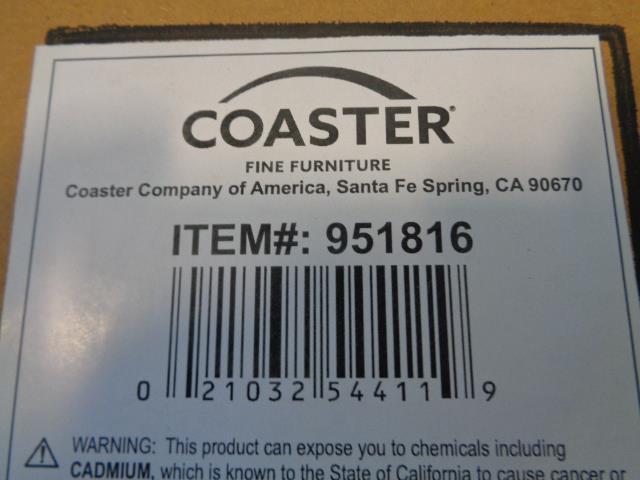 COASTER®
FINE FURNITURE
Coaster Company of America, Santa Fe Spring, CA 90670
ITEM#: 951816
0 21032 54411 9
WARNING: This product can expose you to chemicals including
CADMIUM, which is known to the State of California to cause cancer or